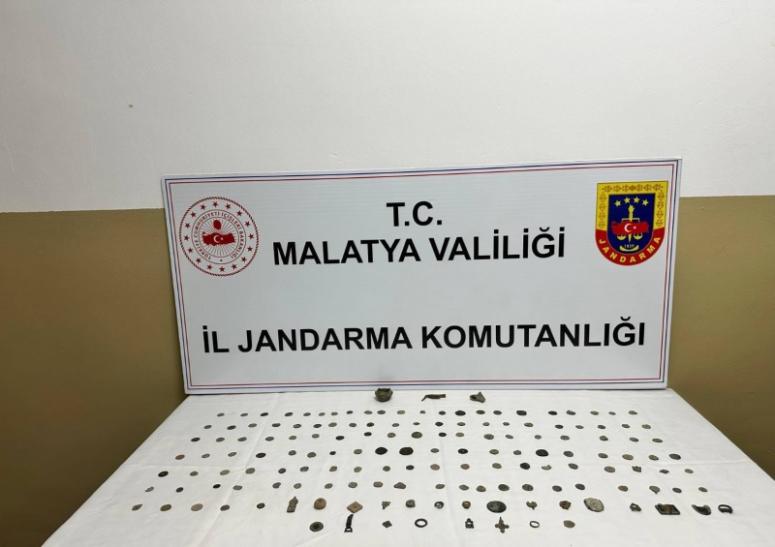 T.C.
MALATYA VALİLİĞİ
İL JANDARMA KOMUTANLIĞI
JANDARMA